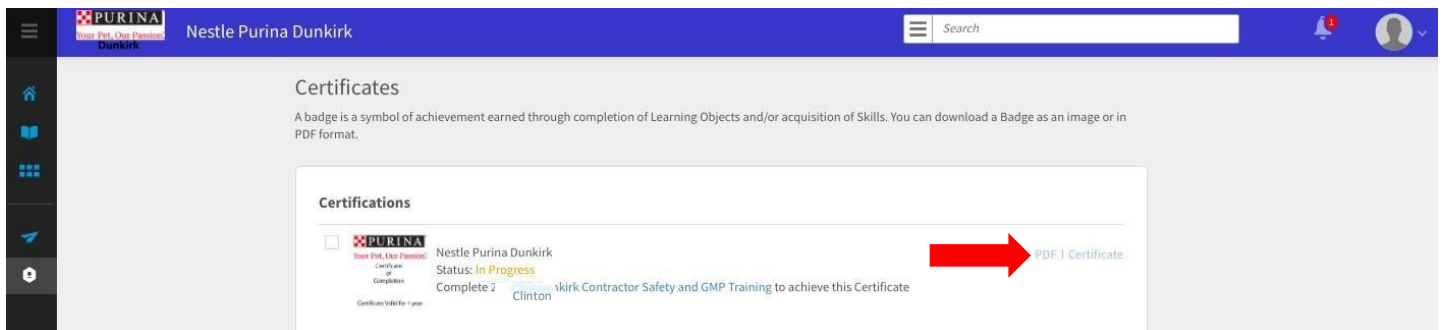 PURINA
Your Pet, Our Passion.
Dunkirk
Nestle Purina Dunkirk
Search
1
Certificates
A badge is a symbol of achievement earned through completion of Learning Objects and/or acquisition of Skills. You can download a Badge as an image or in
PDF format.
Certifications
PURINA
Your Pet, Our Passion.
Certificate
of
Completion
Certificate Valid for 1 year
Nestle Purina Dunkirk
Status: In Progress
Complete 2 nkirk Contractor Safety and GMP Training to achieve this Certificate
Clinton
PDF | Certificate